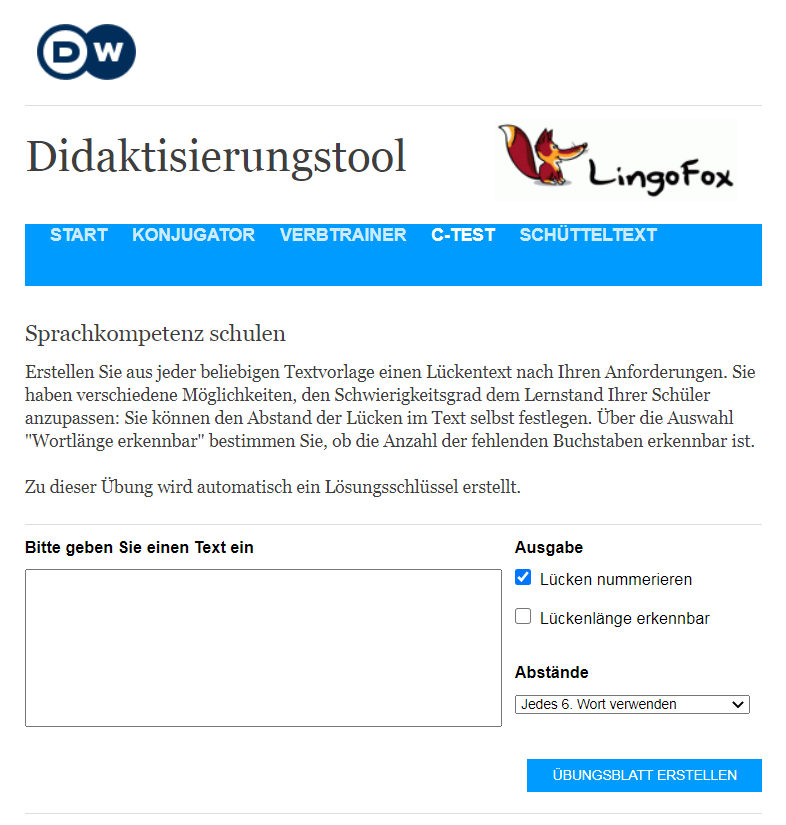 DW
Didaktisierungstool
LingoFox
START KONJUGATOR VERBTRAINER C-TEST SCHÜTTELTEXT
Sprachkompetenz schulen
Erstellen Sie aus jeder beliebigen Textvorlage einen Lückentext nach Ihren Anforderungen. Sie
haben verschiedene Möglichkeiten, den Schwierigkeitsgrad dem Lernstand Ihrer Schüler
anzupassen: Sie können den Abstand der Lücken im Text selbst festlegen. Über die Auswahl
"Wortlänge erkennbar" bestimmen Sie, ob die Anzahl der fehlenden Buchstaben erkennbar ist.
Zu dieser Übung wird automatisch ein Lösungsschlüssel erstellt.
Bitte geben Sie einen Text ein
Ausgabe
Lücken nummerieren
Lückenlänge erkennbar
Abstände
Jedes 6. Wort verwenden
ÜBUNGSBLATT ERSTELLEN